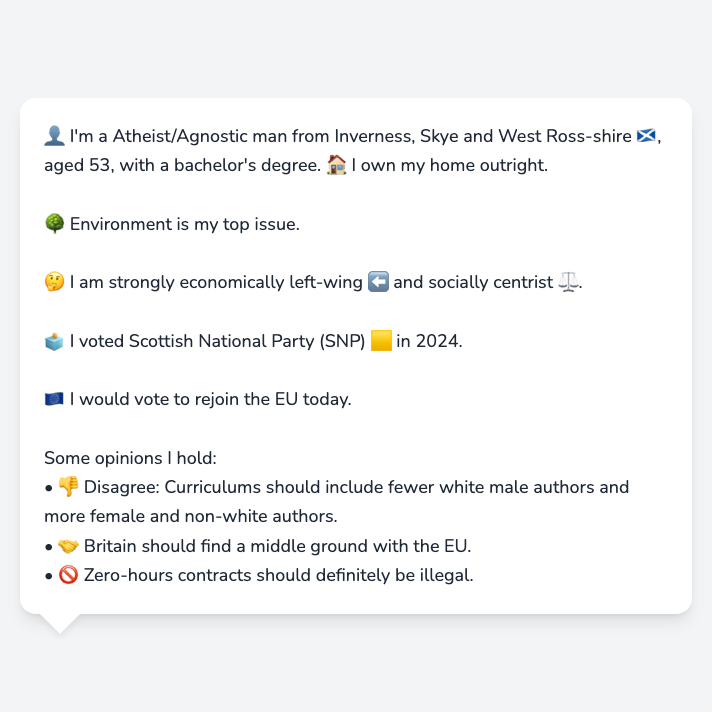 👤 I'm a Atheist/Agnostic man from Inverness, Skye and West Ross-shire 🏴󠁧󠁢󠁳󠁣󠁴󠁿,
aged 53, with a bachelor's degree. 🏠 I own my home outright.
🌳 Environment is my top issue.
🤔 I am strongly economically left-wing ⬅️ and socially centrist ⚖️.
🗳️ I voted Scottish National Party (SNP) 🟨 in 2024.
🇪🇺 I would vote to rejoin the EU today.
Some opinions I hold:
• 👎 Disagree: Curriculums should include fewer white male authors and
more female and non-white authors.
• 🤝 Britain should find a middle ground with the EU.
• 🚫 Zero-hours contracts should definitely be illegal.